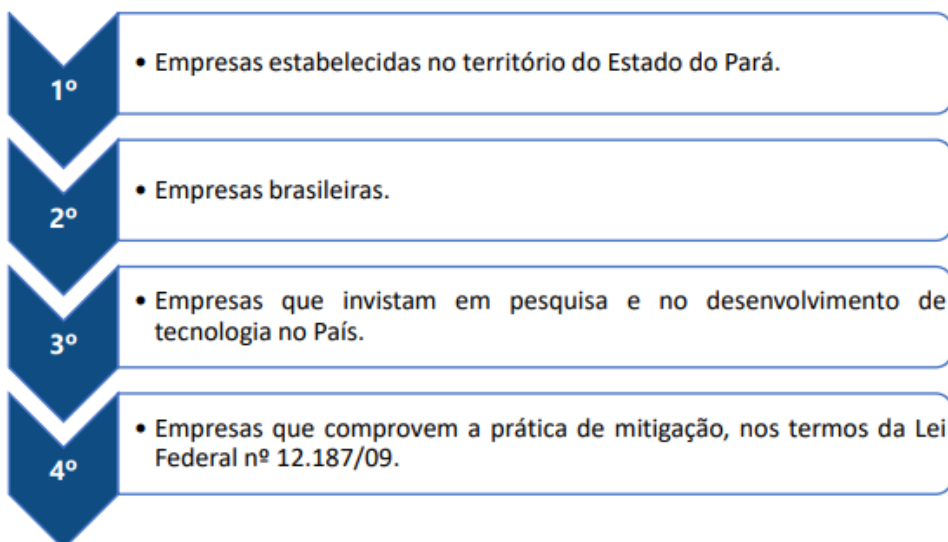 • Empresas estabelecidas no território do Estado do Pará.
1º
• Empresas brasileiras.
2º
• Empresas que invistam em pesquisa e no desenvolvimento de
tecnologia no País.
3º
• Empresas que comprovem a prática de mitigação, nos termos da Lei
Federal nº 12.187/09.
4º